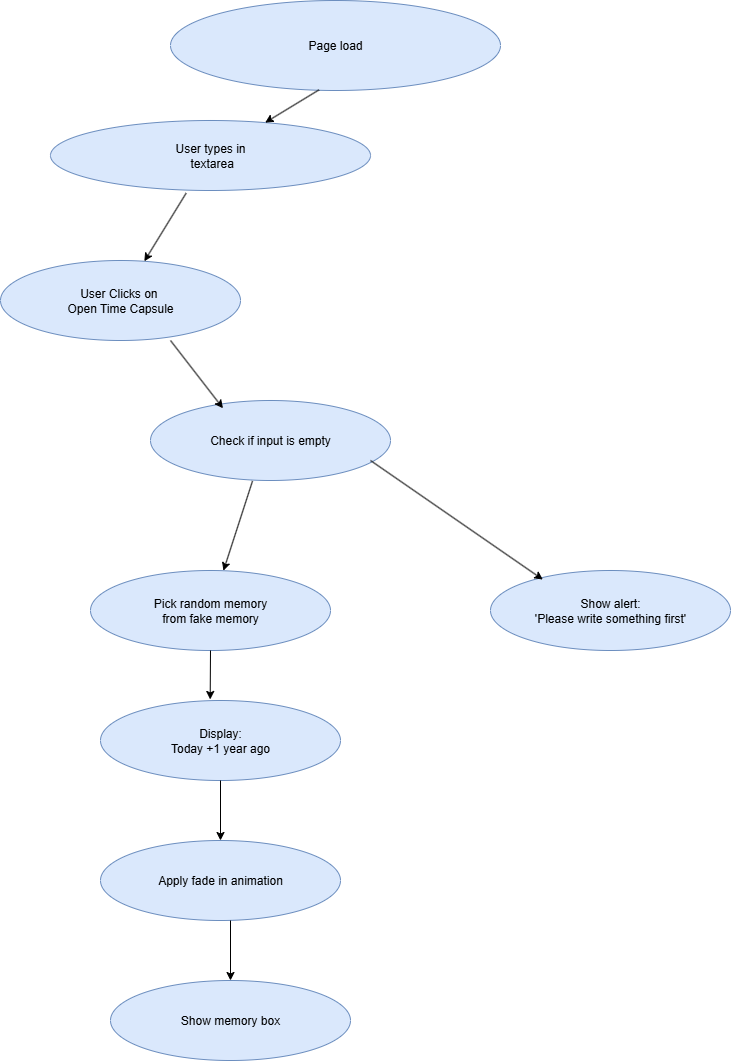 Page load
User types in
textarea
User Clicks on
Open Time Capsule
Check if input is empty
Pick random memory
from fake memory
Show alert:
'Please write something first'
Display:
Today +1 year ago
Apply fade in animation
Show memory box